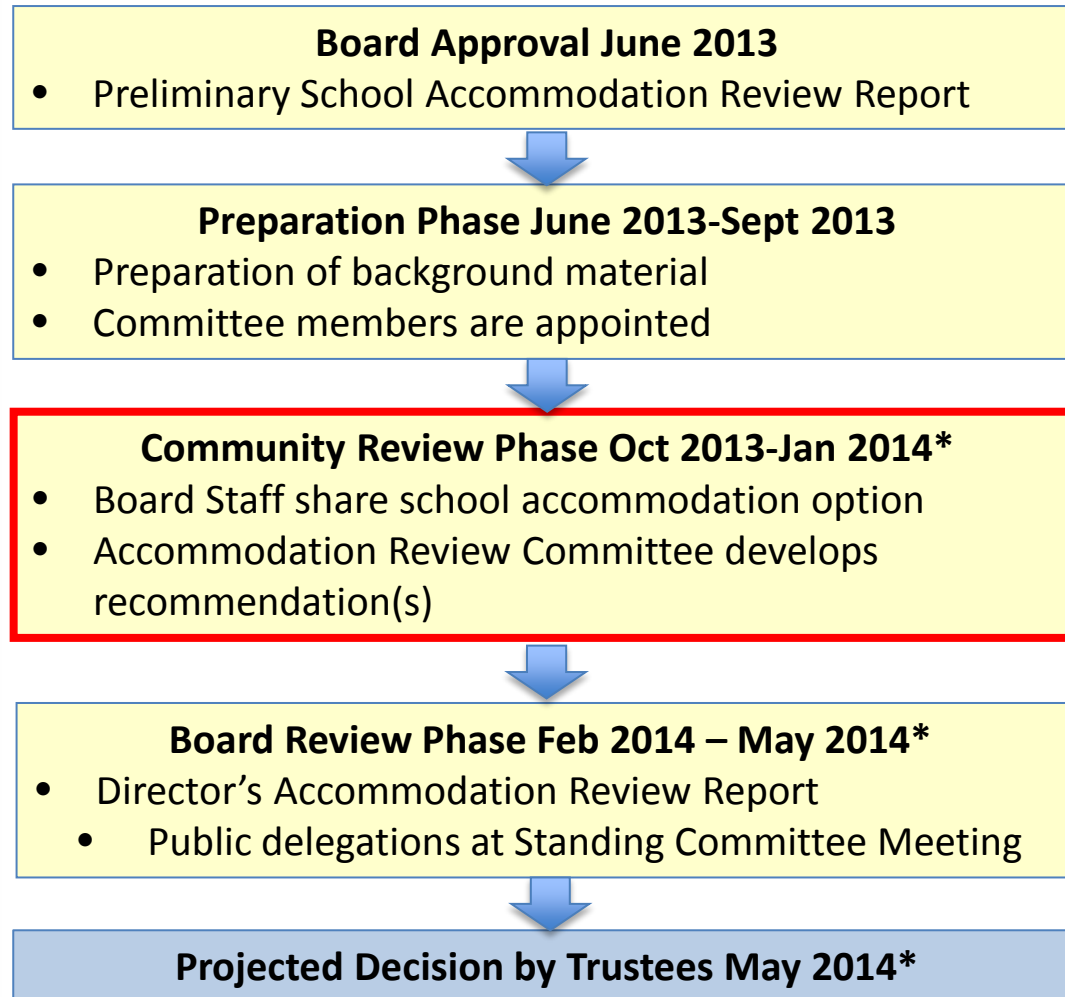 Board Approval June 2013
• Preliminary School Accommodation Review Report
Preparation Phase June 2013-Sept 2013
• Preparation of background material
• Committee members are appointed
Community Review Phase Oct 2013-Jan 2014*
• Board Staff share school accommodation option
• Accommodation Review Committee develops
recommendation(s)
Board Review Phase Feb 2014 – May 2014*
• Director’s Accommodation Review Report
• Public delegations at Standing Committee Meeting
Projected Decision by Trustees May 2014*